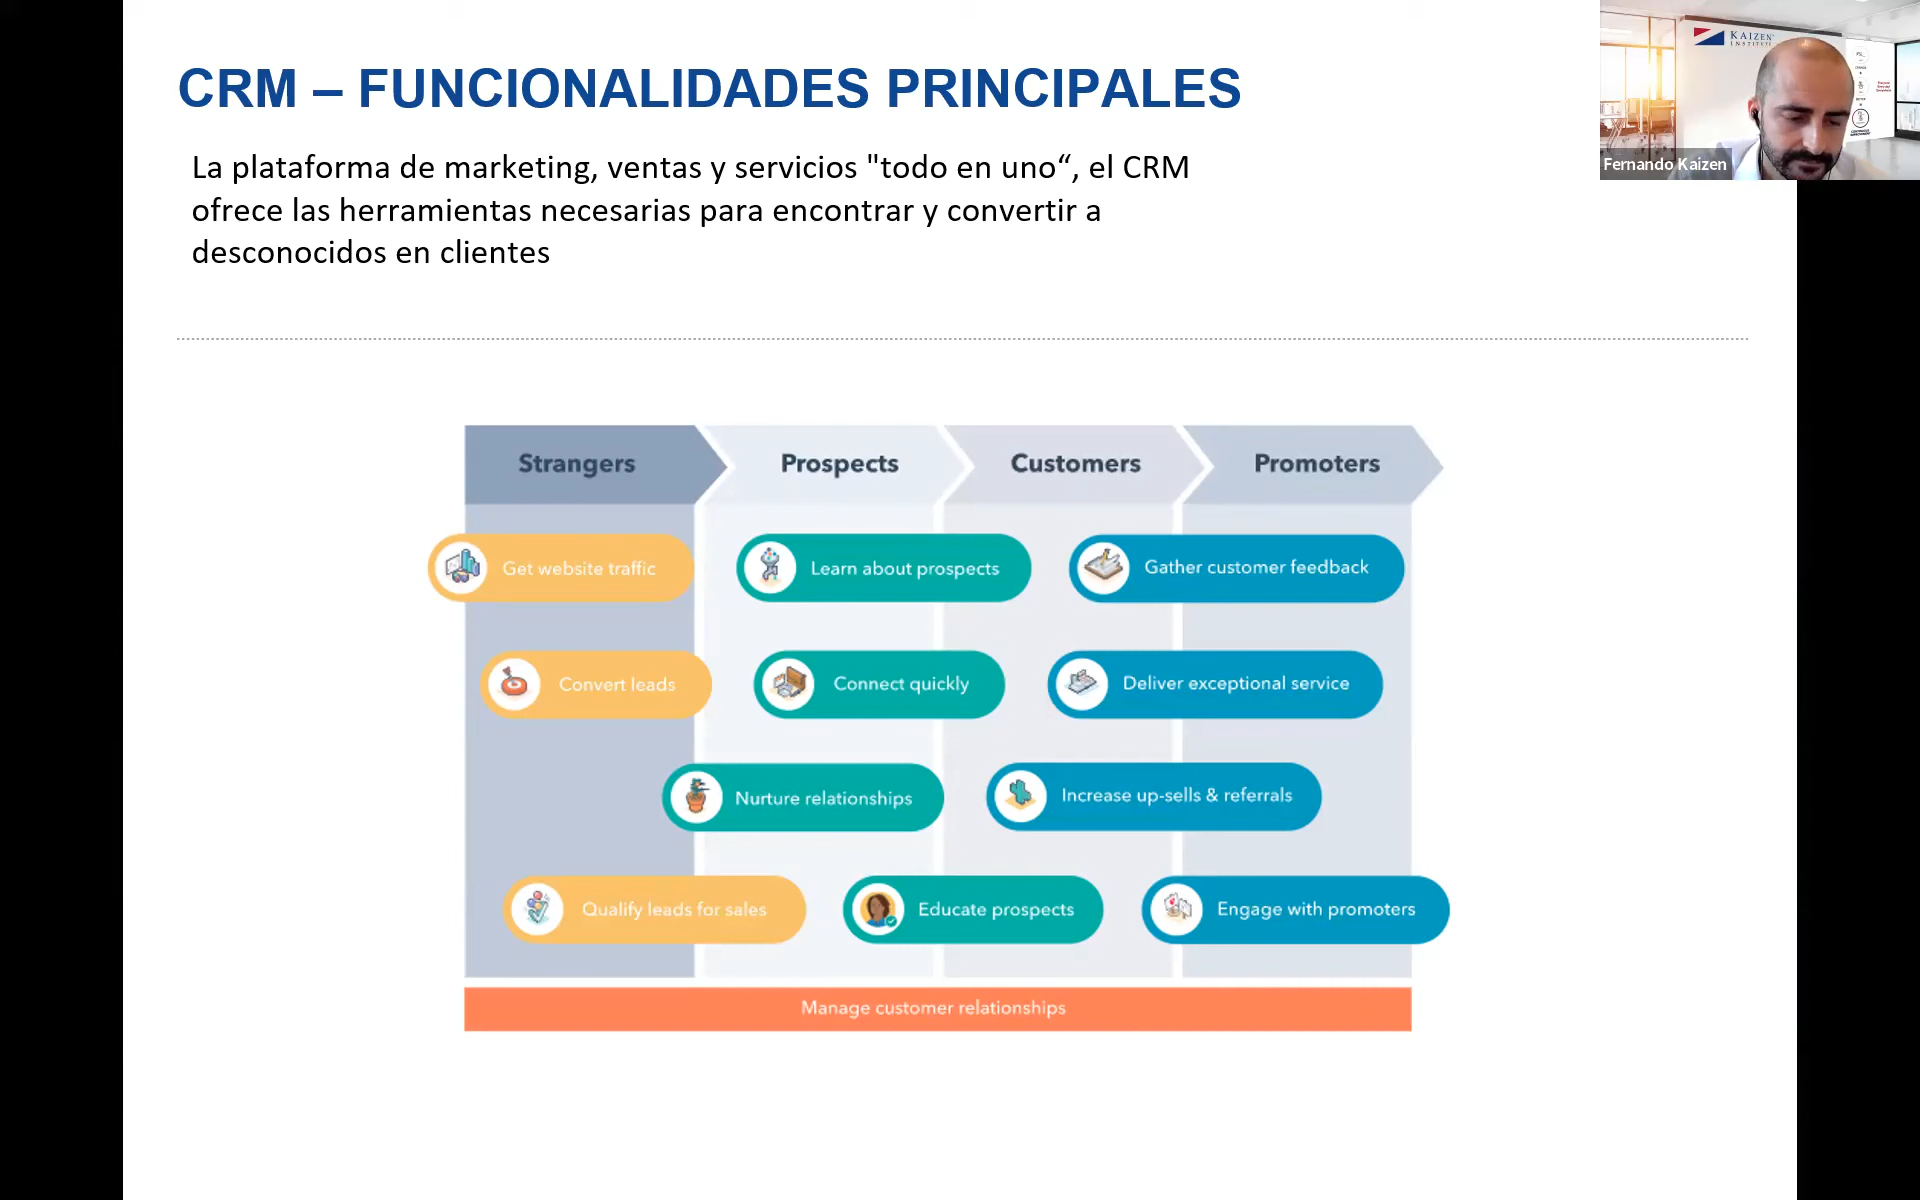 CRM – FUNCIONALIDADES PRINCIPALES
La plataforma de marketing, ventas y servicios "todo en uno“, el CRM
ofrece las herramientas necesarias para encontrar y convertir a
desconocidos en clientes
KAIZEN
INSTITUTE
Fernando Kaizen
Strangers
Prospects
Customers
Promoters
Get website traffic
Learn about prospects
Gather customer feedback
Convert leads
Connect quickly
Deliver exceptional service
Nurture relationships
Increase up-sells & referrals
Qualify leads for sales
Educate prospects
Engage with promoters
Manage customer relationships